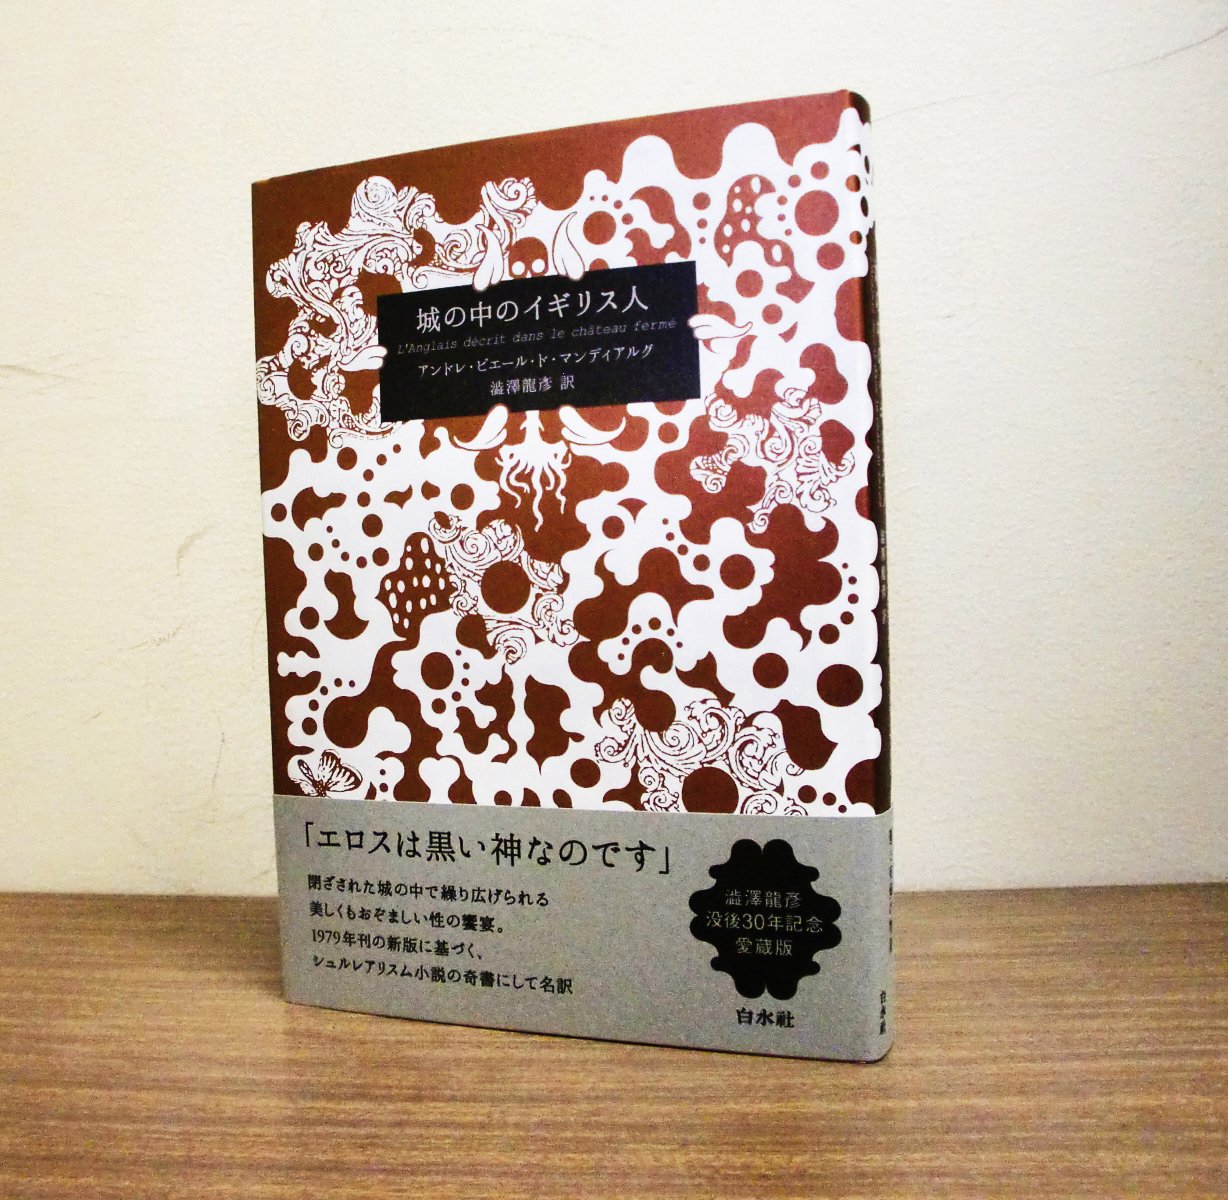 城の中のイギリス人
L'Anglais décrit dans le château fermé
アンドレ・ピエール・ド・マンディアルグ
澁澤龍彦 訳
「エロスは黒い神なのです」
閉ざされた城の中で繰り広げられる
美しくもおぞましい性の饗宴。
1979年刊の新版に基づく、
シュルレアリスム小説の奇書にして名訳
澁澤龍彦
没後30年記念
愛蔵版
白水社
白水社